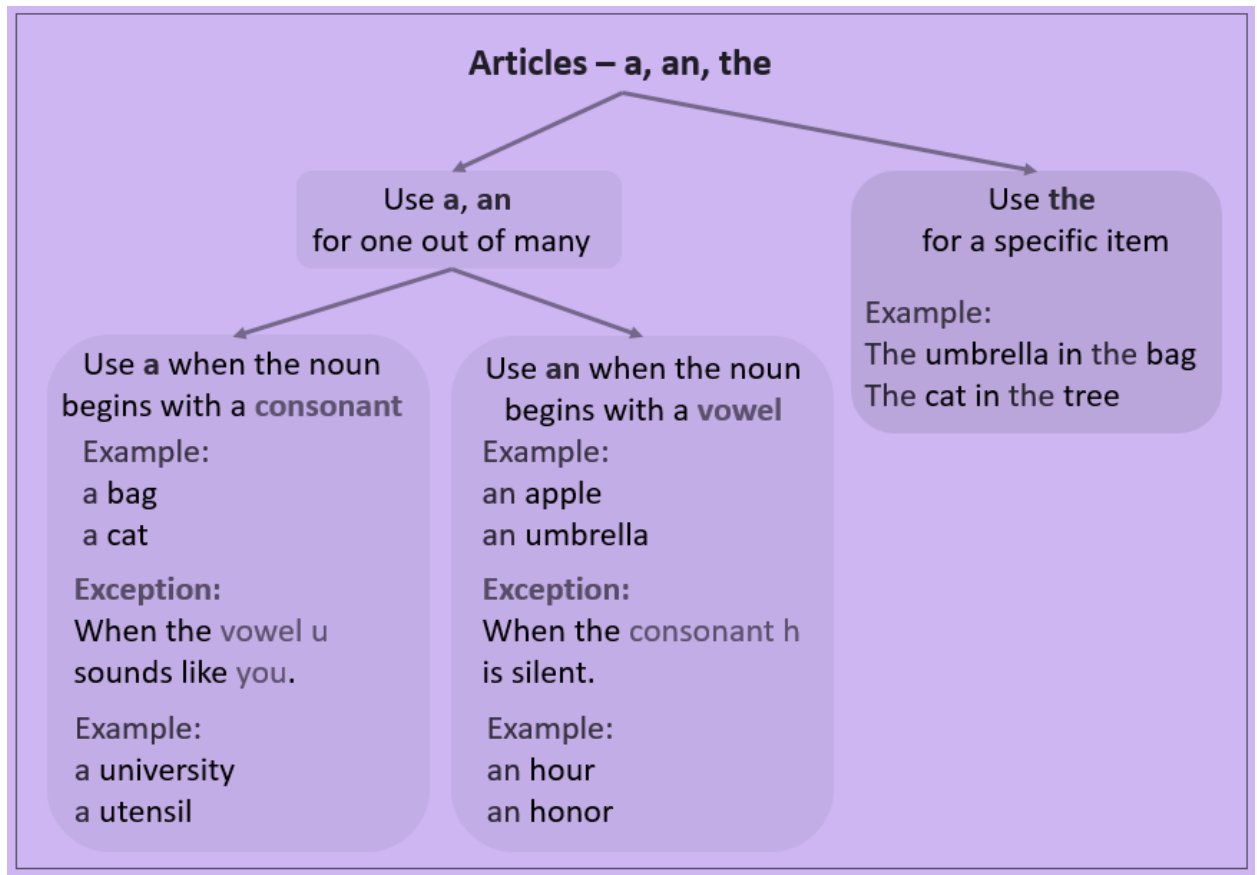 Articles – a, an, the
Use a, an
for one out of many
Use a when the noun
begins with a consonant
Example:
a bag
a cat
Exception:
When the vowel u
sounds like you.
Example:
a university
a utensil
Use an when the noun
begins with a vowel
Example:
an apple
an umbrella
Exception:
When the consonant h
is silent.
Example:
an hour
an honor
Use the
for a specific item
Example:
The umbrella in the bag
The cat in the tree